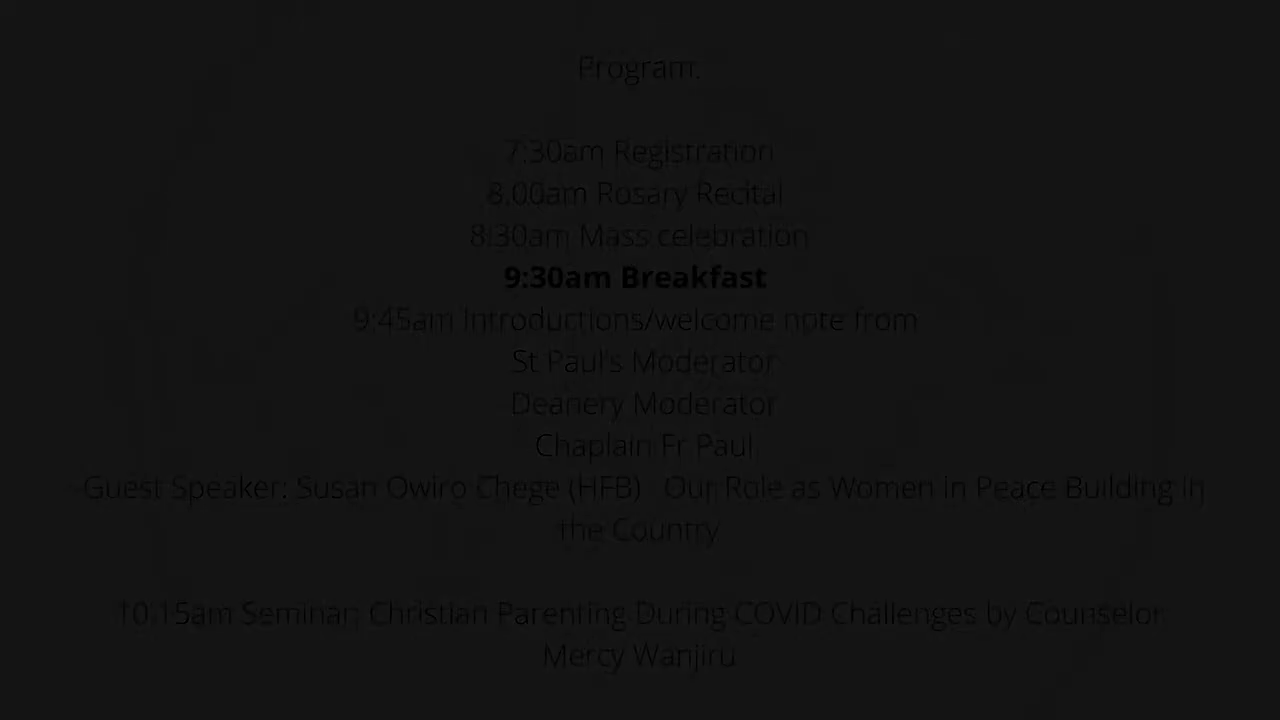 Program.
7:30am Registration
8.00am Rosary Recital
8:30am Mass celebration
9:30am Breakfast
9:45am Introductions/welcome note from
St Paul's Moderator
Deanery Moderator
Chaplain Fr Paul
Guest Speaker: Susan Owiro Chege (HFB) Our Role as Women in Peace Building in
the Country
10.15am Seminar: Christian Parenting During COVID Challenges by Counselor
Mercy Wanjiru